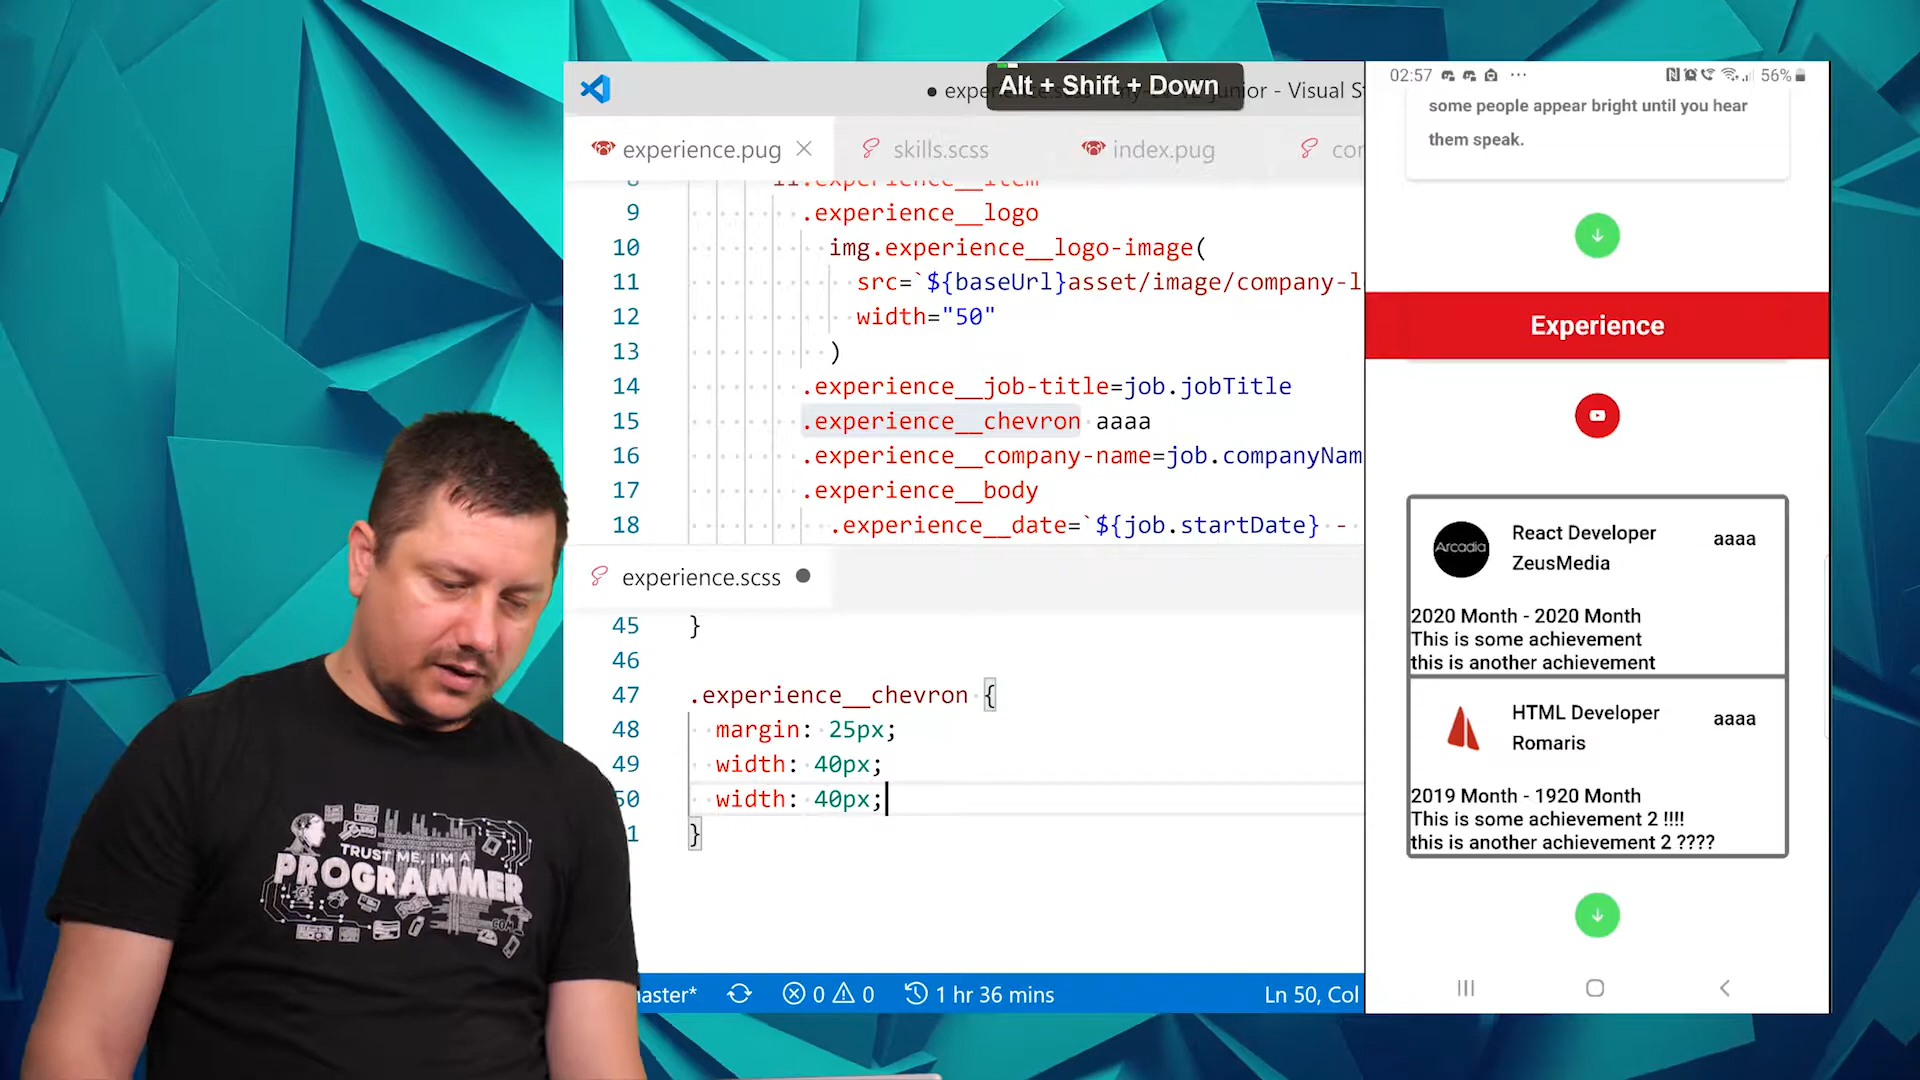 Alt + Shift + Down
experience.pug
skills.scss
index.pug
9 .experience__logo
10 img.experience__logo-image(
11 src=`${baseUrl}asset/image/company-l
12 width="50"
13 )
14 .experience__job-title=job.jobTitle
15 .experience__chevron aaaa
16 .experience__company-name=job.companyNam
17 .experience__body
18 .experience__date=`${job.startDate} -
experience.scss
45 }
46
47 .experience__chevron {
48 margin: 25px;
49 width: 40px;
50 width: 40px;
}
0 0
1 hr 36 mins
Ln 50, Col
02:57
56%
some people appear bright until you hear
them speak.
Experience
Arcadia
React Developer
aaaa
ZeusMedia
2020 Month - 2020 Month
This is some achievement
this is another achievement
HTML Developer
aaaa
Romaris
2019 Month - 1920 Month
This is some achievement 2 !!!!
this is another achievement 2 ????
TRUST ME, I'M A
PROGRAMMER
.COM